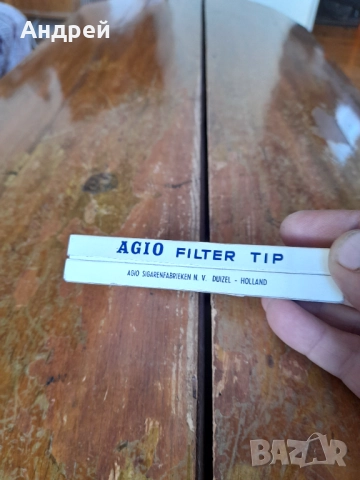 Андрей
AGIO FILTER TIP
AGIO SIGARENFABRIEKEN N.V. DUIZEL - HOLLAND
BAZAR